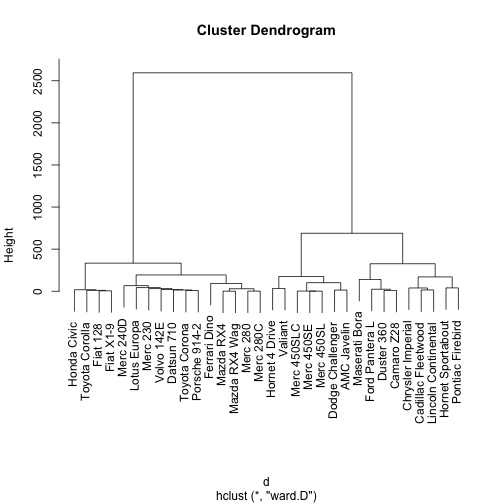 Cluster Dendrogram
Height
2500
2000
1500
1000
500
0
Honda Civic
Toyota Corolla
Fiat 128
Fiat X1-9
Merc 240D
Lotus Europa
Merc 230
Volvo 142E
Datsun 710
Toyota Corona
Porsche 914-2
Ferrari Dino
Mazda RX4
Mazda RX4 Wag
Merc 280
Merc 280C
Hornet 4 Drive
Valiant
Merc 450SLC
Merc 450SE
Merc 450SL
Dodge Challenger
AMC Javelin
Maserati Bora
Ford Pantera L
Duster 360
Camaro Z28
Chrysler Imperial
Cadillac Fleetwood
Lincoln Continental
Hornet Sportabout
Pontiac Firebird
d
hclust (*, "ward.D")